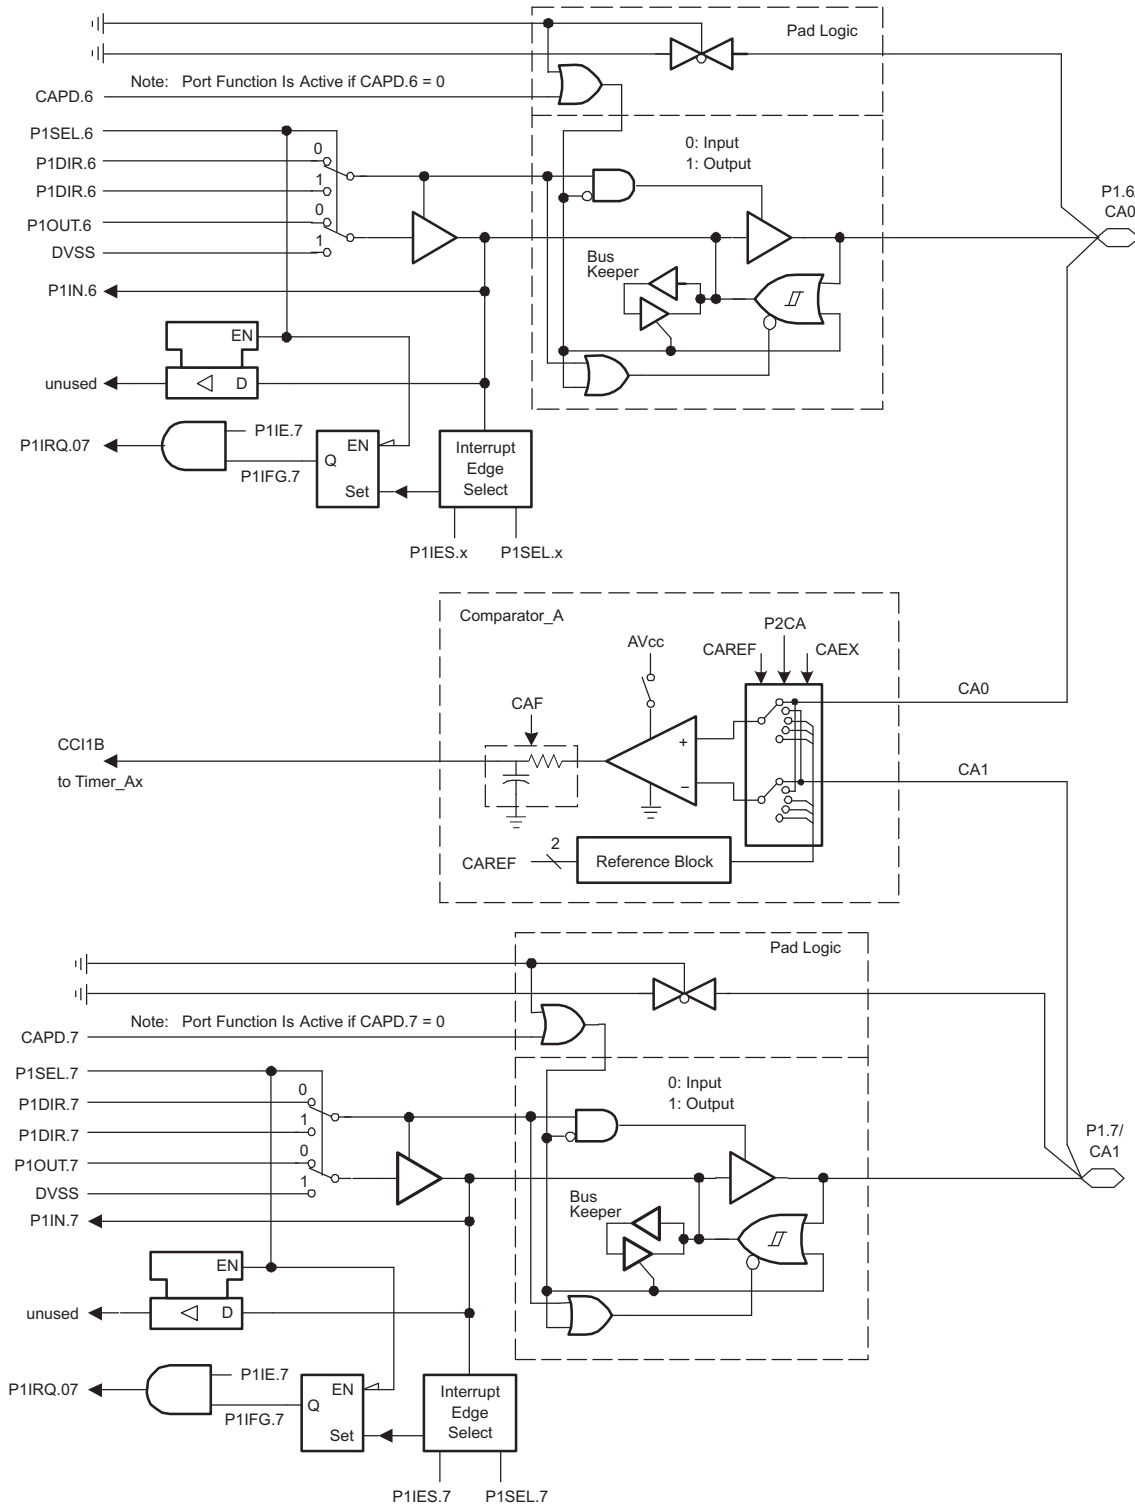 Pad Logic
Note: Port Function Is Active if CAPD.6 = 0
CAPD.6
P1SEL.6
0
P1DIR.6
1
P1DIR.6
0: Input
1: Output
0
P1OUT.6
1
DVSS
P1.6/
CA0
Bus
Keeper
P1IN.6
EN
unused
D
P1IRQ.07
P1IE.7
P1IFG.7
EN
Q
Set
Interrupt
Edge
Select
P1IES.x
P1SEL.x
Comparator_A
P2CA
AVcc
CAREF
CAEX
CA0
CAF
+
CCI1B
to Timer_Ax
CA1
−
2
CAREF
Reference Block
Pad Logic
Note: Port Function Is Active if CAPD.7 = 0
CAPD.7
P1SEL.7
0
P1DIR.7
1
P1DIR.7
0: Input
1: Output
0
P1OUT.7
1
DVSS
P1.7/
CA1
Bus
Keeper
P1IN.7
EN
unused
D
P1IRQ.07
P1IE.7
P1IFG.7
EN
Q
Set
Interrupt
Edge
Select
P1IES.7
P1SEL.7